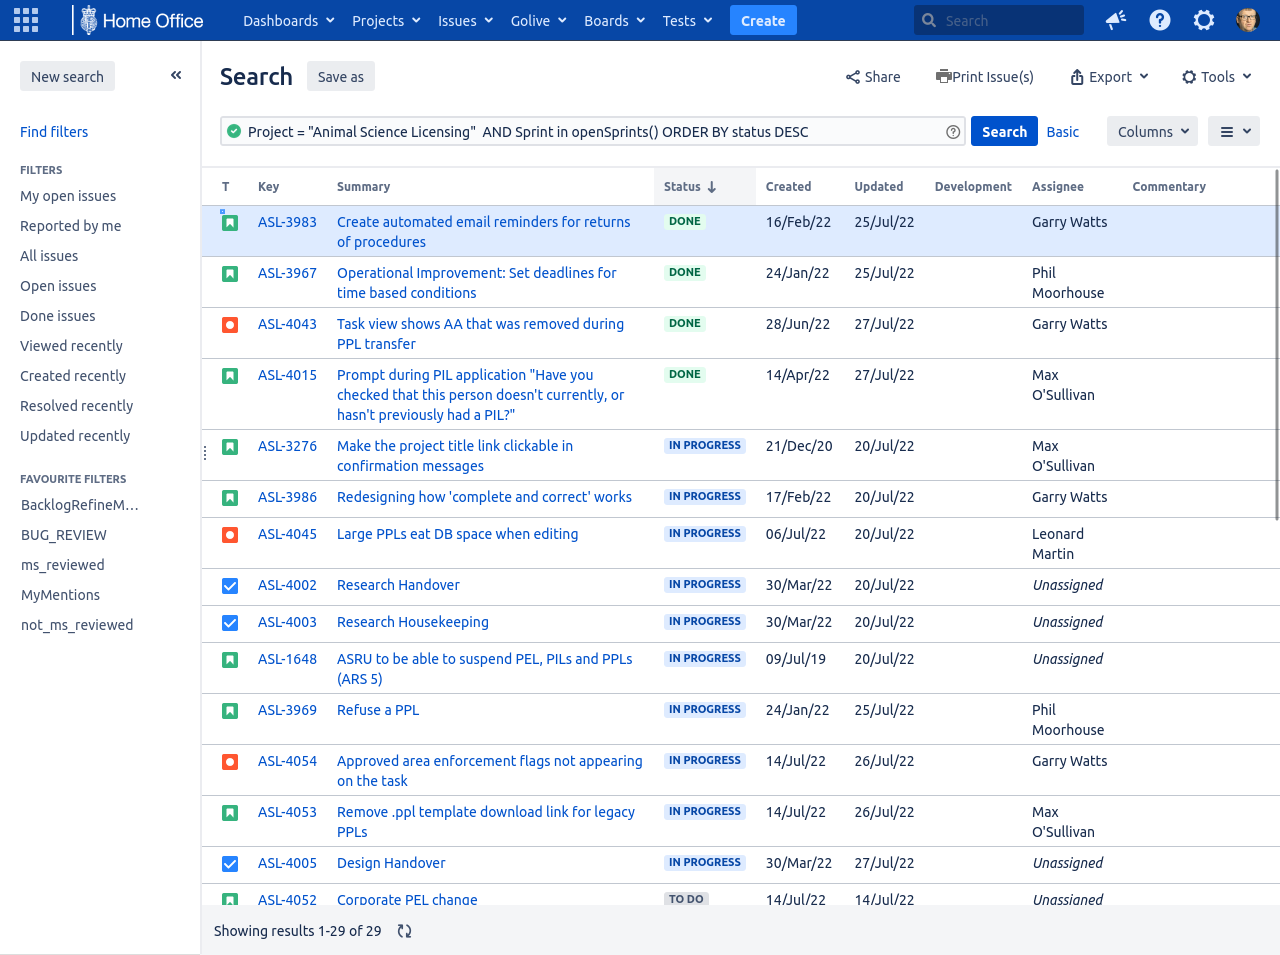 Home Office Dashboards Projects Issues Golive Boards Tests Create Search
New search
Find filters
FILTERS
My open issues
Reported by me
All issues
Open issues
Done issues
Viewed recently
Created recently
Resolved recently
Updated recently
FAVOURITE FILTERS
BacklogRefineM...
BUG_REVIEW
ms_reviewed
MyMentions
not_ms_reviewed
Search Save as Share Print Issue(s) Export Tools
Project = "Animal Science Licensing"  AND Sprint in openSprints() ORDER BY status DESC Search Basic Columns
T Key Summary Status Created Updated Development Assignee Commentary
ASL-3983 Create automated email reminders for returns DONE 16/Feb/22 25/Jul/22 Garry Watts
of procedures
ASL-3967 Operational Improvement: Set deadlines for DONE 24/Jan/22 25/Jul/22 Phil
time based conditions Moorhouse
ASL-4043 Task view shows AA that was removed during DONE 28/Jun/22 27/Jul/22 Garry Watts
PPL transfer
ASL-4015 Prompt during PIL application "Have you DONE 14/Apr/22 27/Jul/22 Max
checked that this person doesn't currently, or O'Sullivan
hasn't previously had a PIL?"
ASL-3276 Make the project title link clickable in IN PROGRESS 21/Dec/20 20/Jul/22 Max
confirmation messages O'Sullivan
ASL-3986 Redesigning how 'complete and correct' works IN PROGRESS 17/Feb/22 20/Jul/22 Garry Watts
ASL-4045 Large PPLs eat DB space when editing IN PROGRESS 06/Jul/22 20/Jul/22 Leonard
Martin
ASL-4002 Research Handover IN PROGRESS 30/Mar/22 20/Jul/22 Unassigned
ASL-4003 Research Housekeeping IN PROGRESS 30/Mar/22 20/Jul/22 Unassigned
ASL-1648 ASRU to be able to suspend PEL, PILs and PPLs IN PROGRESS 09/Jul/19 20/Jul/22 Unassigned
(ARS 5)
ASL-3969 Refuse a PPL IN PROGRESS 24/Jan/22 25/Jul/22 Phil
Moorhouse
ASL-4054 Approved area enforcement flags not appearing IN PROGRESS 14/Jul/22 26/Jul/22 Garry Watts
on the task
ASL-4053 Remove .ppl template download link for legacy IN PROGRESS 14/Jul/22 26/Jul/22 Max
PPLs O'Sullivan
ASL-4005 Design Handover IN PROGRESS 30/Mar/22 27/Jul/22 Unassigned
ASL-4052 Corporate PEL change TO DO 14/Jul/22 14/Jul/22 Unassigned
Showing results 1-29 of 29